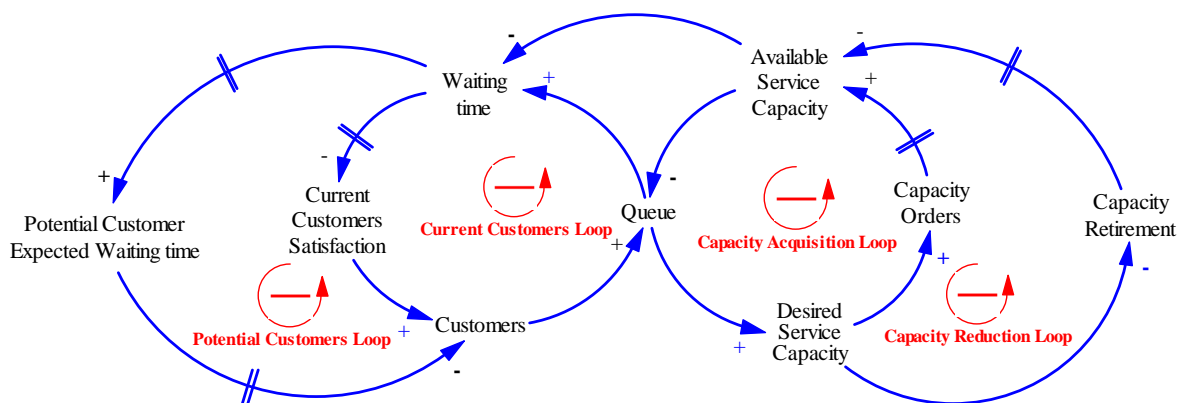 -
-
-
Available
Service
Capacity
+
Waiting
time
+
-
+
Potential Customer
Expected Waiting time
Current
Customers
Satisfaction
Current Customers Loop
Queue
-
+
Capacity Acquisition Loop
Capacity
Orders
+
Capacity
Retirement
-
Potential Customers Loop
+
Customers
-
Desired
Service
Capacity
+
Capacity Reduction Loop